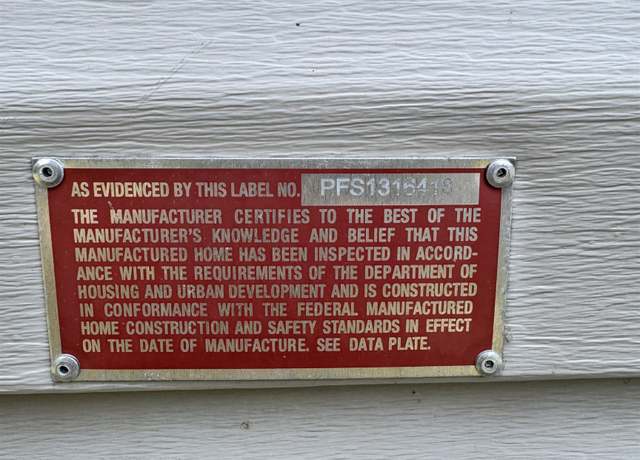 AS EVIDENCED BY THIS LABEL NO. PFS1316413
THE MANUFACTURER CERTIFIES TO THE BEST OF THE
MANUFACTURER'S KNOWLEDGE AND BELIEF THAT THIS
MANUFACTURED HOME HAS BEEN INSPECTED IN ACCORD-
ANCE WITH THE REQUIREMENTS OF THE DEPARTMENT OF
HOUSING AND URBAN DEVELOPMENT AND IS CONSTRUCTED
IN CONFORMANCE WITH THE FEDERAL MANUFACTURED
HOME CONSTRUCTION AND SAFETY STANDARDS IN EFFECT
ON THE DATE OF MANUFACTURE. SEE DATA PLATE.